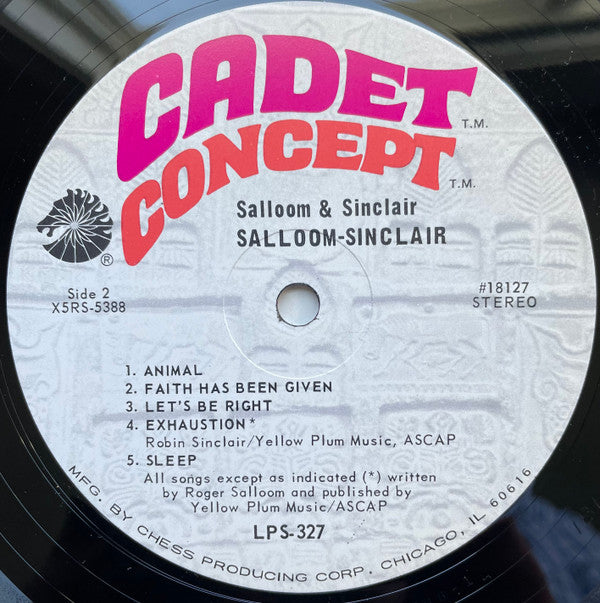 CADET T.M.
CONCEPT T.M.
Salloom & Sinclair
SALLOOM-SINCLAIR
®
Side 2
X5RS-5388
#18127
STEREO
1. ANIMAL
2. FAITH HAS BEEN GIVEN
3. LET'S BE RIGHT
4. EXHAUSTION*
Robin Sinclair/Yellow Plum Music, ASCAP
5. SLEEP
All songs except as indicated (*) written
by Roger Salloom and published by
Yellow Plum Music/ASCAP
LPS-327
MFG. BY CHESS PRODUCING CORP. CHICAGO, IL 60616